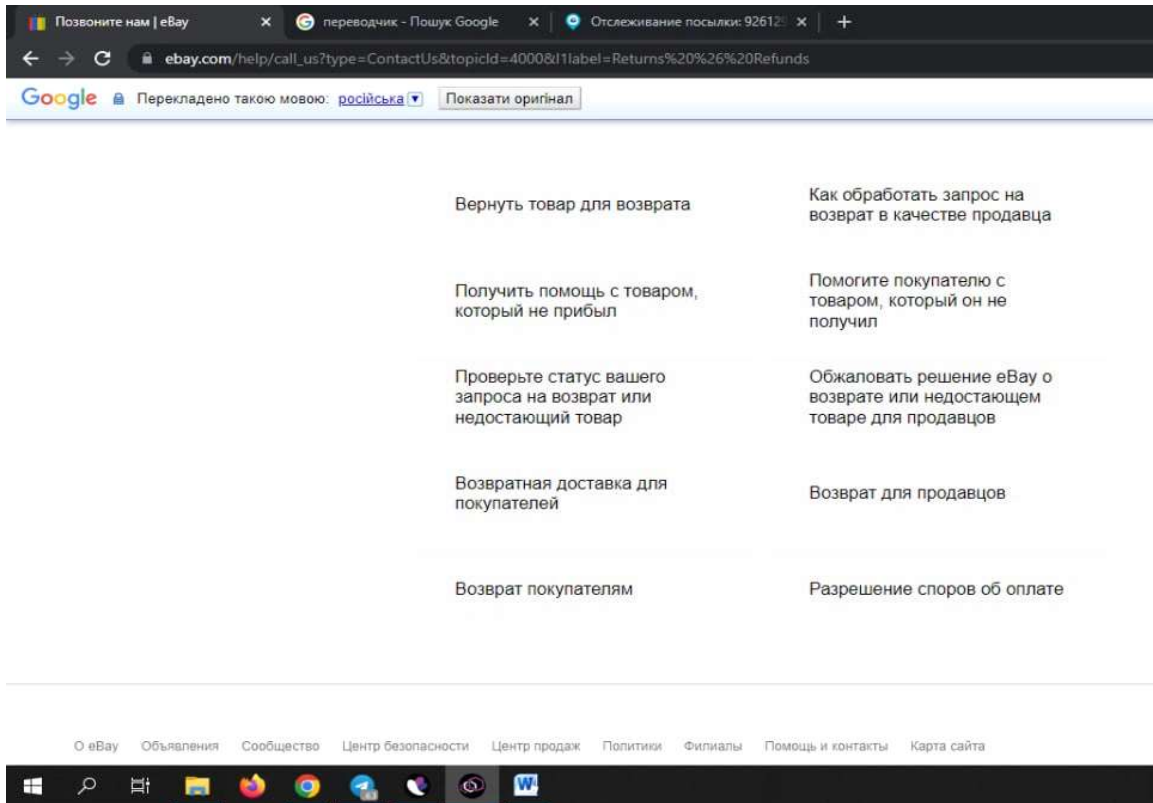 Позвоните нам | eBay
переводчик - Пошук Google
Отслеживание посылки: 92612
ebay.com/help/call_us?type=ContactUs&topicId=4000&l1label=Returns%20%26%20Refunds
Google Перекладено такою мовою: російська Показати оригінал
Вернуть товар для возврата
Как обработать запрос на
возврат в качестве продавца
Получить помощь с товаром,
который не прибыл
Помогите покупателю с
товаром, который он не
получил
Проверьте статус вашего
запроса на возврат или
недостающий товар
Обжаловать решение eBay о
возврате или недостающем
товаре для продавцов
Возвратная доставка для
покупателей
Возврат для продавцов
Возврат покупателям
Разрешение споров об оплате
О eBay Объявления Сообщество Центр безопасности Центр продаж Политики Филиалы Помощь и контакты Карта сайта